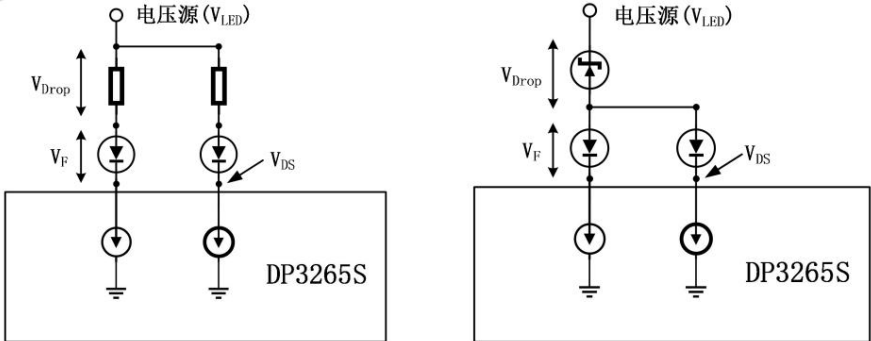 电压源(VLED)
VDrop
VF
VDS
DP3265S
电压源(VLED)
VDrop
VF
VDS
DP3265S